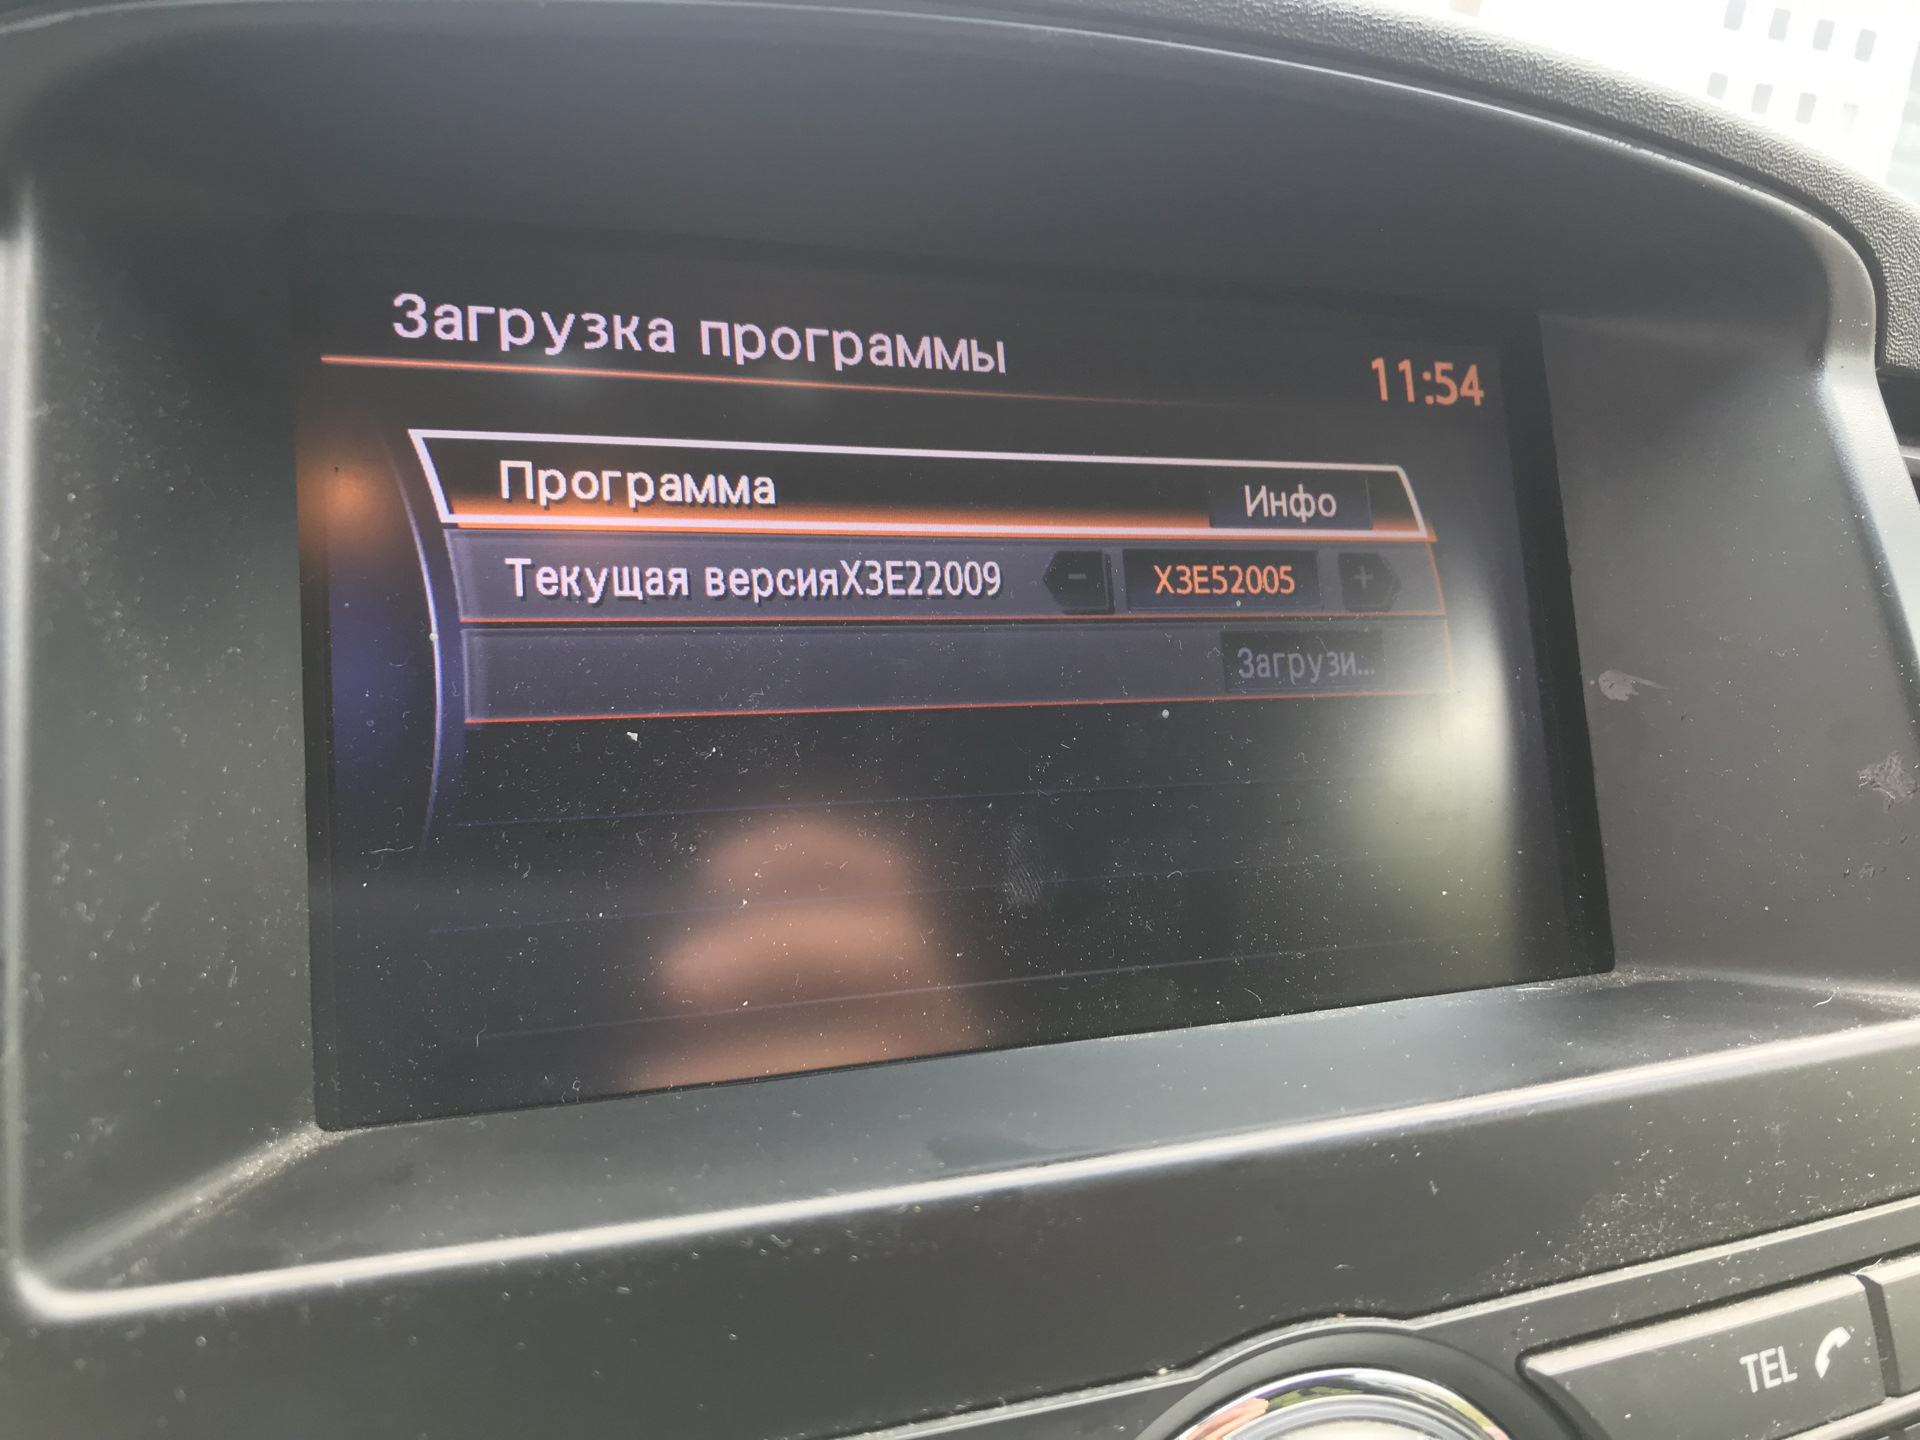 Загрузка программы
11:54
Программа Инфо
Текущая версияX3E22009 - X3E52005 +
Загрузи...
TEL